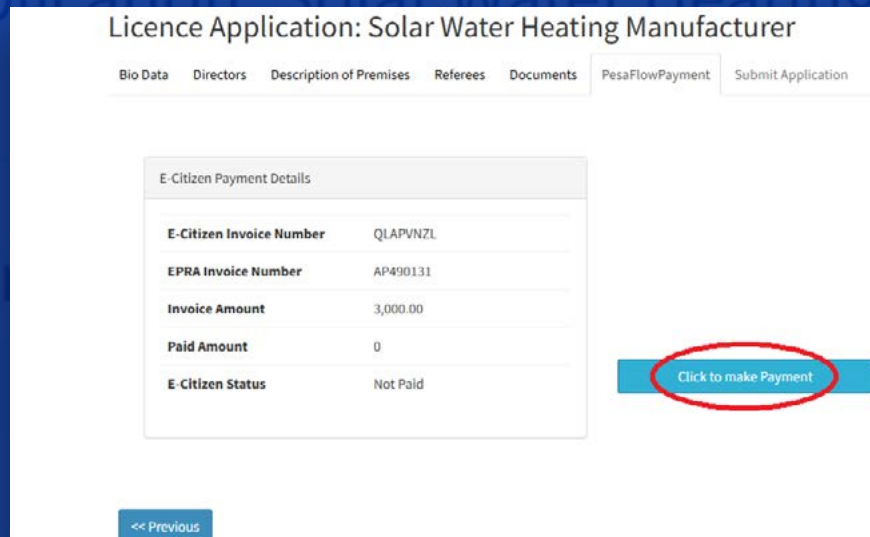 Licence Application: Solar Water Heating Manufacturer
Bio Data Directors Description of Premises Referees Documents PesaFlowPayment Submit Application
E-Citizen Payment Details
E-Citizen Invoice Number QLAPVNZL
EPRA Invoice Number AP490131
Invoice Amount 3,000.00
Paid Amount 0
E-Citizen Status Not Paid
Click to make Payment
<< Previous